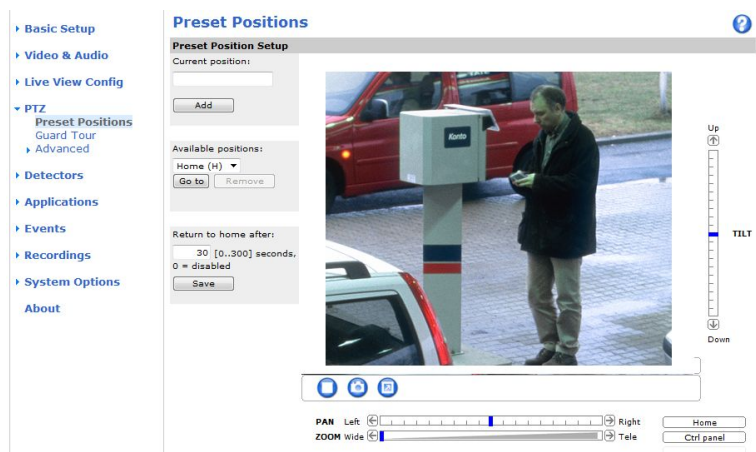 Basic Setup
Video & Audio
Live View Config
PTZ
Preset Positions
Guard Tour
Advanced
Detectors
Applications
Events
Recordings
System Options
About
Preset Positions
?
Preset Position Setup
Current position:
Add
Available positions:
Home (H)
Go to Remove
Return to home after:
30 [0..300] seconds,
0 = disabled
Save
Konto
Up
TILT
Down
PAN Left Right
ZOOM Wide Tele
Home
Ctrl panel